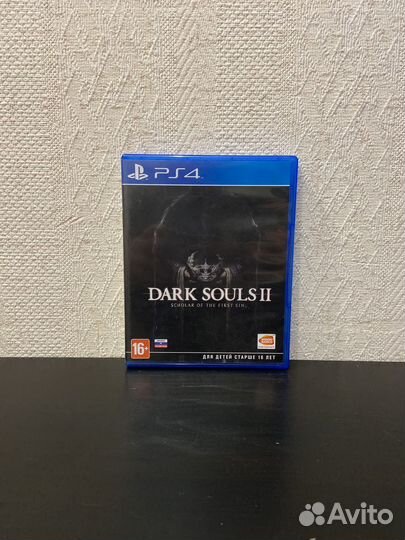 PS4
DARK SOULS II
SCHOLAR OF THE FIRST SIN
16+
ДЛЯ ДЕТЕЙ СТАРШЕ 16 ЛЕТ
Avito